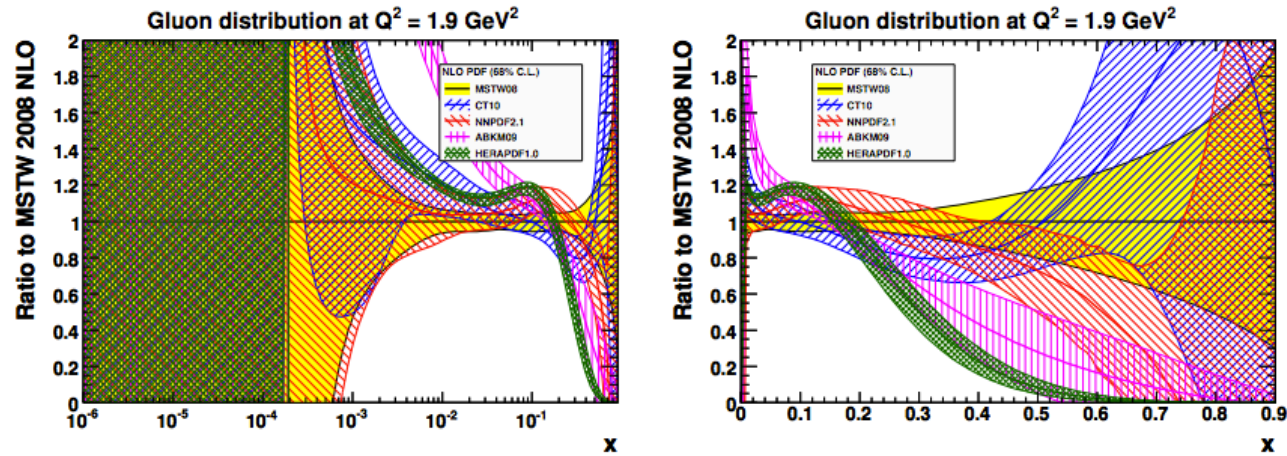 Gluon distribution at Q² = 1.9 GeV²
Ratio to MSTW 2008 NLO
2
1.8
1.6
1.4
1.2
1
0.8
0.6
0.4
0.2
0
NLO PDF (68% C.L.)
MSTW08
CT10
NNPDF2.1
ABKM09
HERAPDF1.0
10⁻⁶ 10⁻⁵ 10⁻⁴ 10⁻³ 10⁻² 10⁻¹
x
Gluon distribution at Q² = 1.9 GeV²
Ratio to MSTW 2008 NLO
2
1.8
1.6
1.4
1.2
1
0.8
0.6
0.4
0.2
0
NLO PDF (68% C.L.)
MSTW08
CT10
NNPDF2.1
ABKM09
HERAPDF1.0
0 0.1 0.2 0.3 0.4 0.5 0.6 0.7 0.8 0.9
x